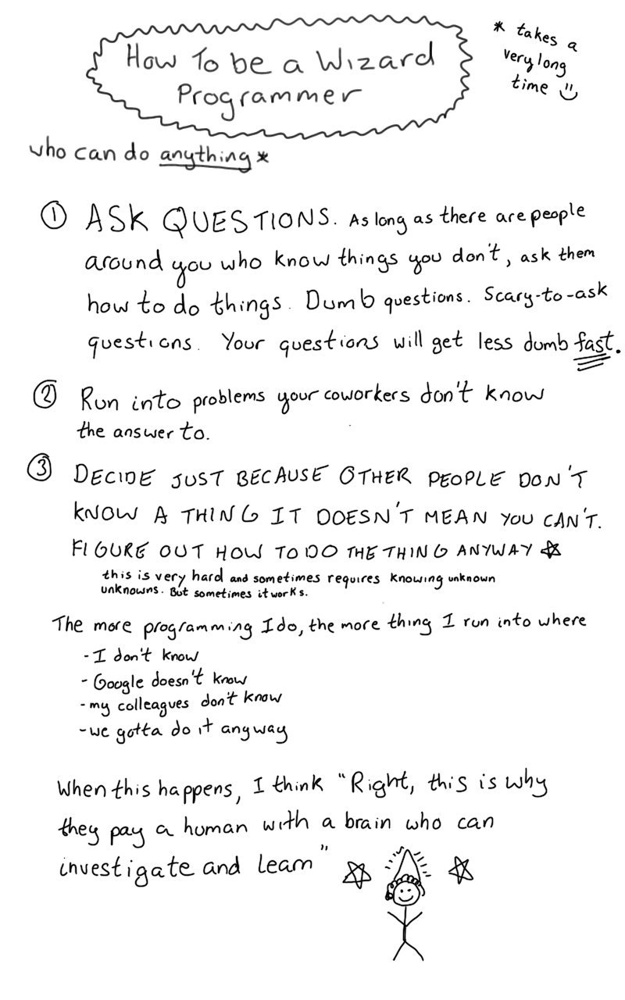 How To be a Wizard
Programmer
* takes a
very long
time
who can do anything*
① ASK QUESTIONS. As long as there are people
around you who know things you don't, ask them
how to do things. Dumb questions. Scary-to-ask
questions. Your questions will get less dumb fast.
② Run into problems your coworkers don't know
the answer to.
③ DECIDE JUST BECAUSE OTHER PEOPLE DON'T
KNOW A THING IT DOESN'T MEAN YOU CAN'T.
FIGURE OUT HOW TO DO THE THING ANYWAY ☆
this is very hard and sometimes requires knowing unknown
unknowns. But sometimes it works.
The more programming I do, the more thing I run into where
- I don't know
- Google doesn't know
- my colleagues don't know
- we gotta do it anyway
When this happens, I think "Right, this is why
they pay a human with a brain who can
investigate and learn"